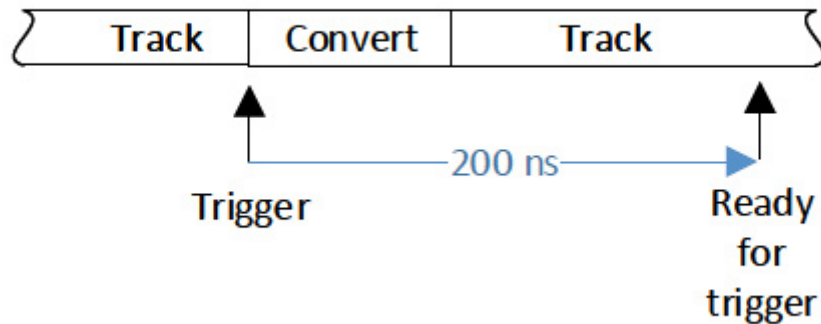 Track Convert Track
200 ns
Trigger
Ready
for
trigger